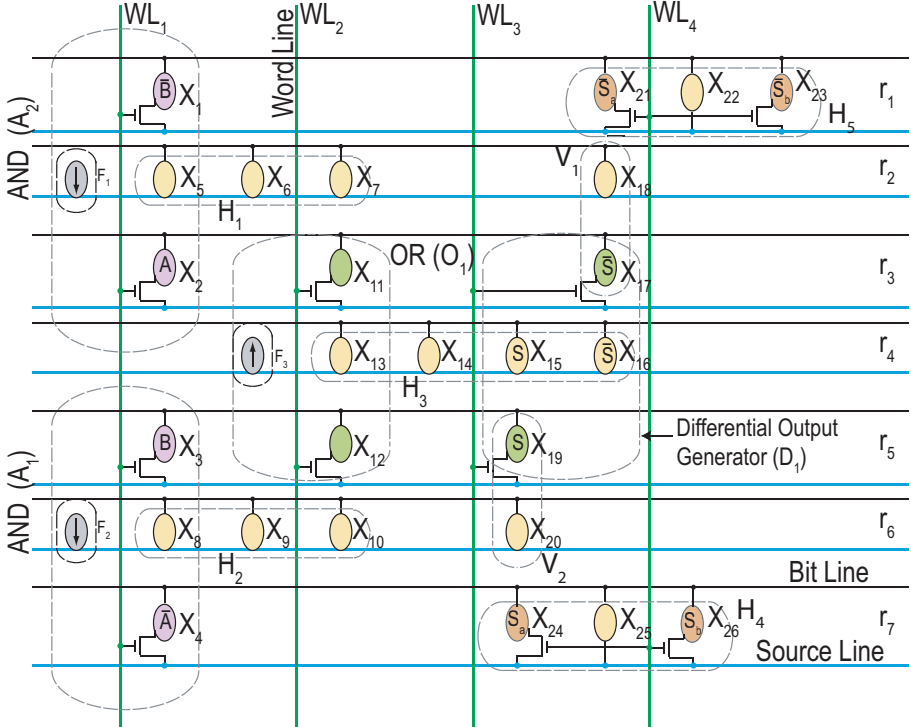 WL₁ WL₂ WL₃ WL₄
Word Line
AND (A₂)
B̅ X₁ S̅ₐ X₂₁ X₂₂ S̅_b X₂₃ r₁
H₅
F₁ X₅ X₆ X₇ V₁ X₁₈ r₂
H₁
OR (O₁)
A X₂ X₁₁ S̅ X₁₇ r₃
F₃ X₁₃ X₁₄ S X₁₅ S̅ X₁₆ r₄
H₃
AND (A₁)
B X₃ X₁₂ S X₁₉ r₅
Differential Output
Generator (D₁)
F₂ X₈ X₉ X₁₀ X₂₀ r₆
H₂ V₂
Bit Line
A̅ X₄ Sₐ X₂₄ X₂₅ S_b X₂₆ H₄ r₇
Source Line